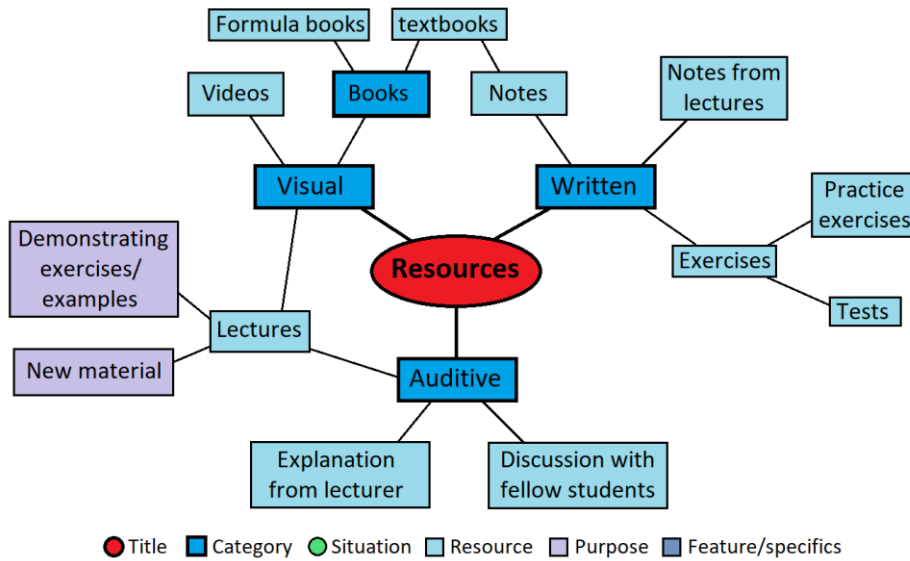 Formula books
textbooks
Videos
Books
Notes
Notes from
lectures
Visual
Written
Practice
exercises
Demonstrating
exercises/
examples
Resources
Exercises
Lectures
Tests
New material
Auditive
Explanation
from lecturer
Discussion with
fellow students
Title
Category
Situation
Resource
Purpose
Feature/specifics